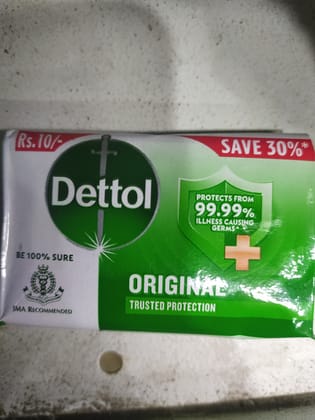 Rs.10/-
SAVE 30%*
Dettol
PROTECTS FROM
99.99%
ILLNESS CAUSING
GERMS*
BE 100% SURE
IMA RECOMMENDED
ORIGINAL
TRUSTED PROTECTION